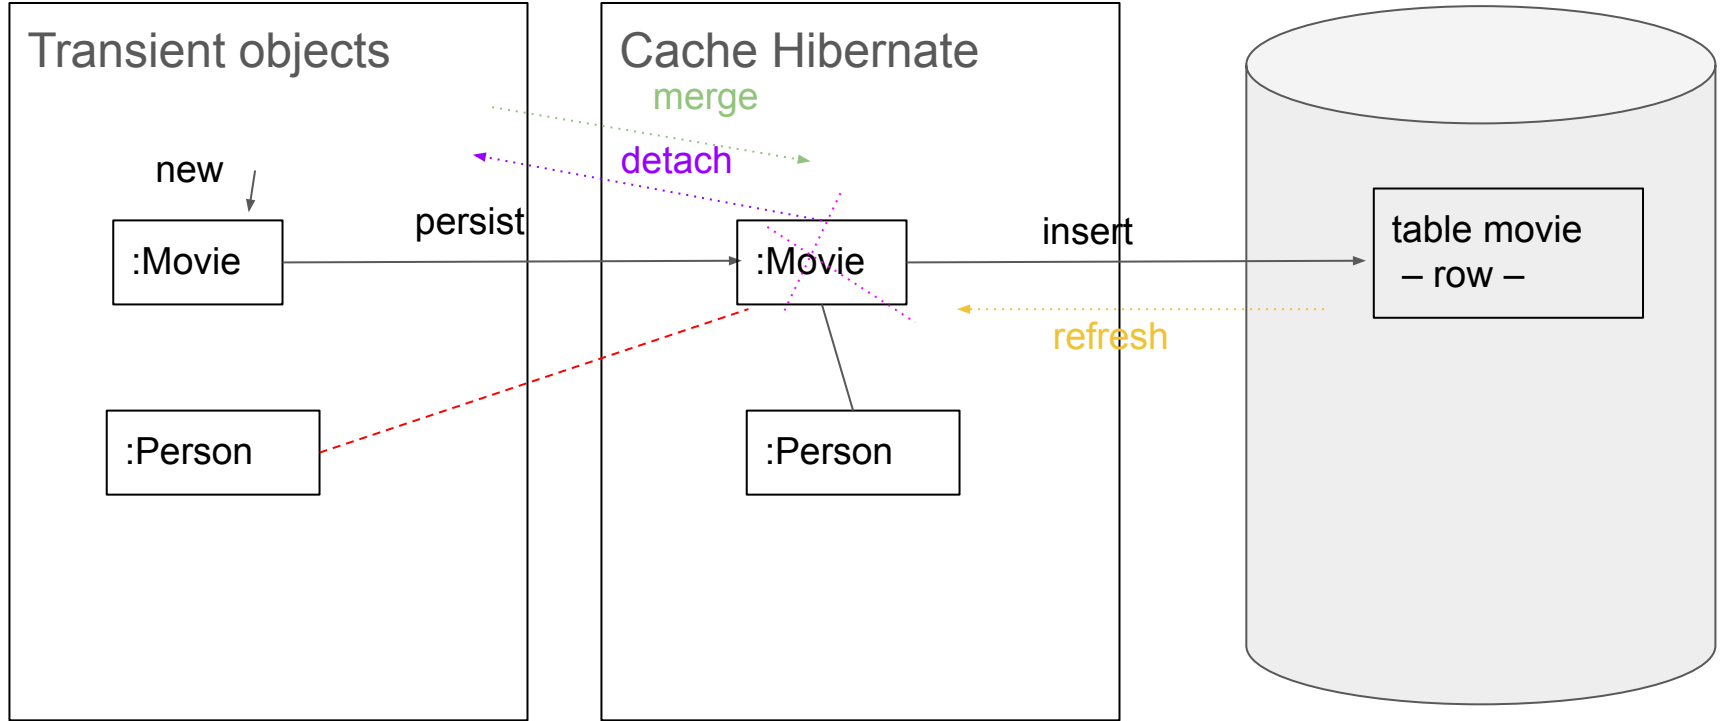 Transient objects
Cache Hibernate
merge
detach
new
persist
insert
:Movie
:Movie
table movie
– row –
refresh
:Person
:Person